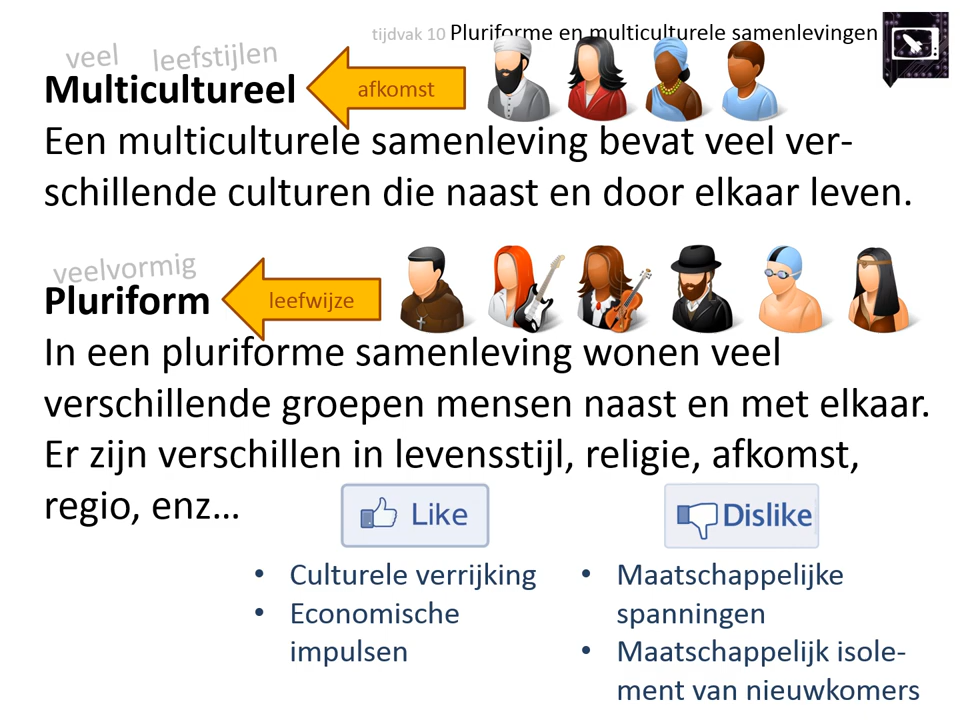 tijdvak 10 Pluriforme en multiculturele samenlevingen
veel leefstijlen
Multicultureel
afkomst
Een multiculturele samenleving bevat veel ver-
schillende culturen die naast en door elkaar leven.
veelvormig
Pluriform
leefwijze
In een pluriforme samenleving wonen veel
verschillende groepen mensen naast en met elkaar.
Er zijn verschillen in levensstijl, religie, afkomst,
regio, enz…
Like
• Culturele verrijking
• Economische
impulsen
Dislike
• Maatschappelijke
spanningen
• Maatschappelijk isole-
ment van nieuwkomers